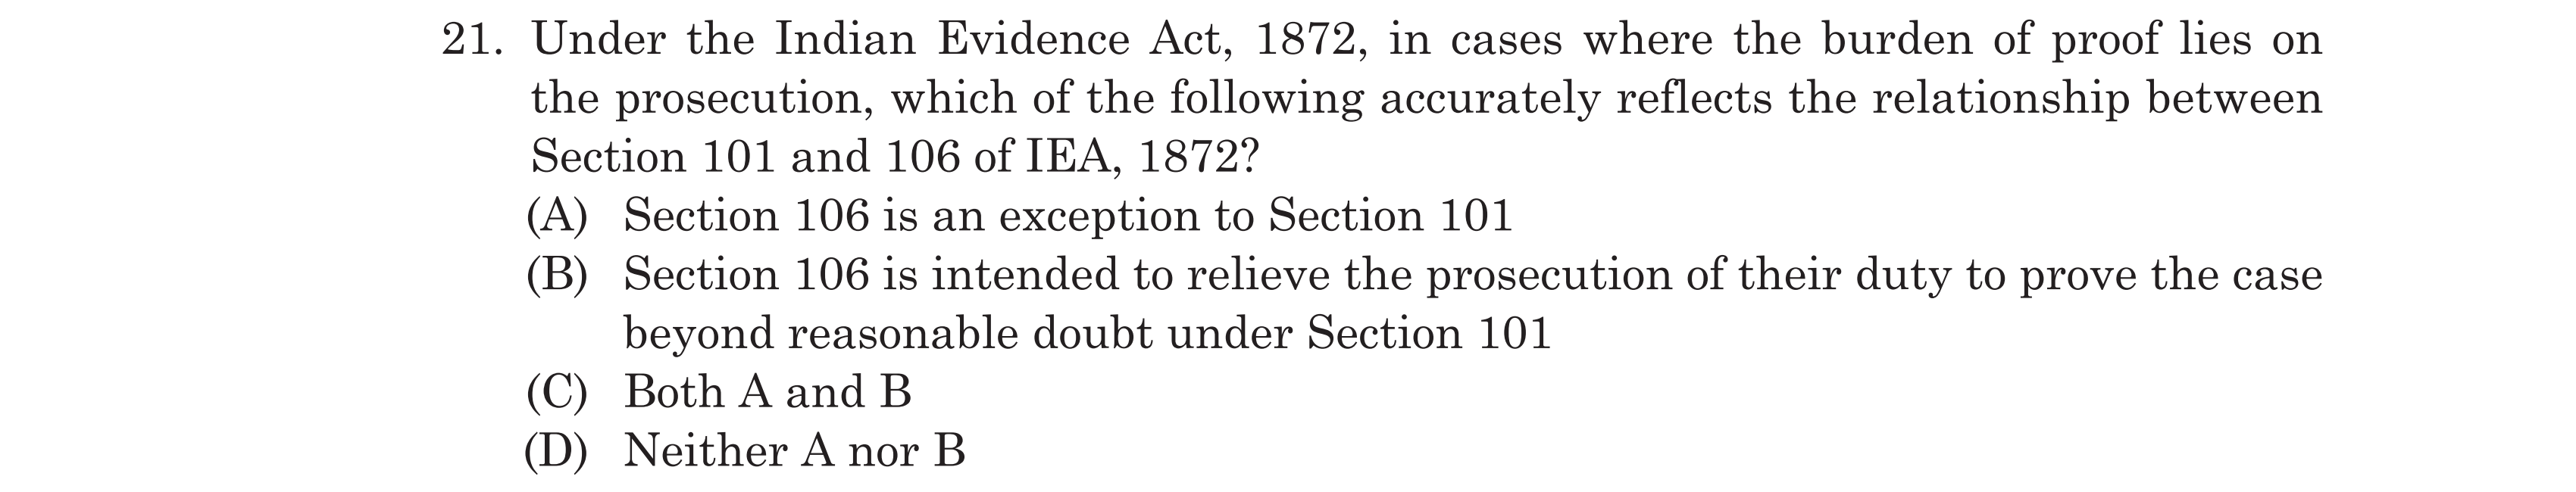 21. Under the Indian Evidence Act, 1872, in cases where the burden of proof lies on
the prosecution, which of the following accurately reflects the relationship between
Section 101 and 106 of IEA, 1872?
(A) Section 106 is an exception to Section 101
(B) Section 106 is intended to relieve the prosecution of their duty to prove the case
beyond reasonable doubt under Section 101
(C) Both A and B
(D) Neither A nor B